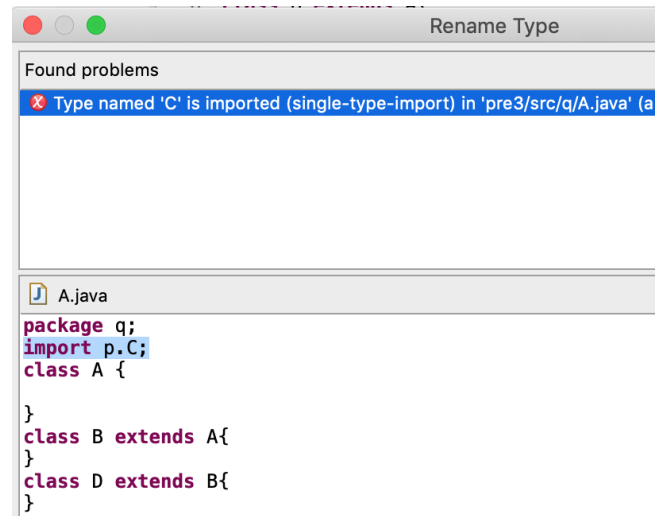 Rename Type
Found problems
Type named 'C' is imported (single-type-import) in 'pre3/src/q/A.java' (a
A.java
package q;
import p.C;
class A {
}
class B extends A{
}
class D extends B{
}